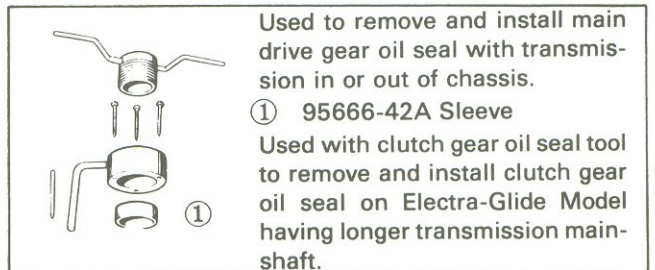 Used to remove and install main
drive gear oil seal with transmis-
sion in or out of chassis.
① 95666-42A Sleeve
Used with clutch gear oil seal tool
to remove and install clutch gear
oil seal on Electra-Glide Model
having longer transmission main-
shaft.
①